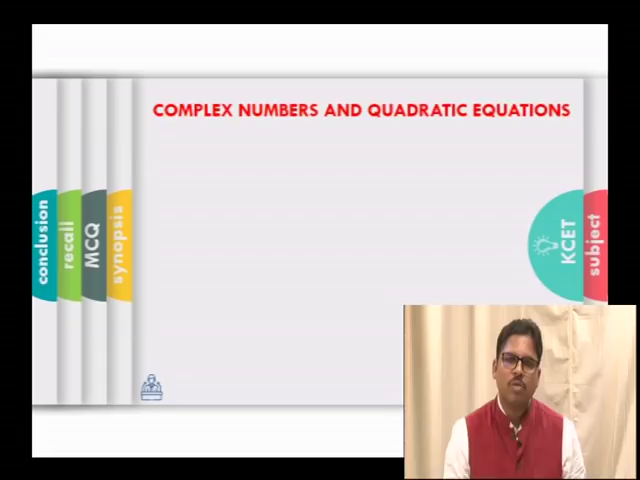 COMPLEX NUMBERS AND QUADRATIC EQUATIONS
conclusion
recall
MCQ
synopsis
KCET
subject